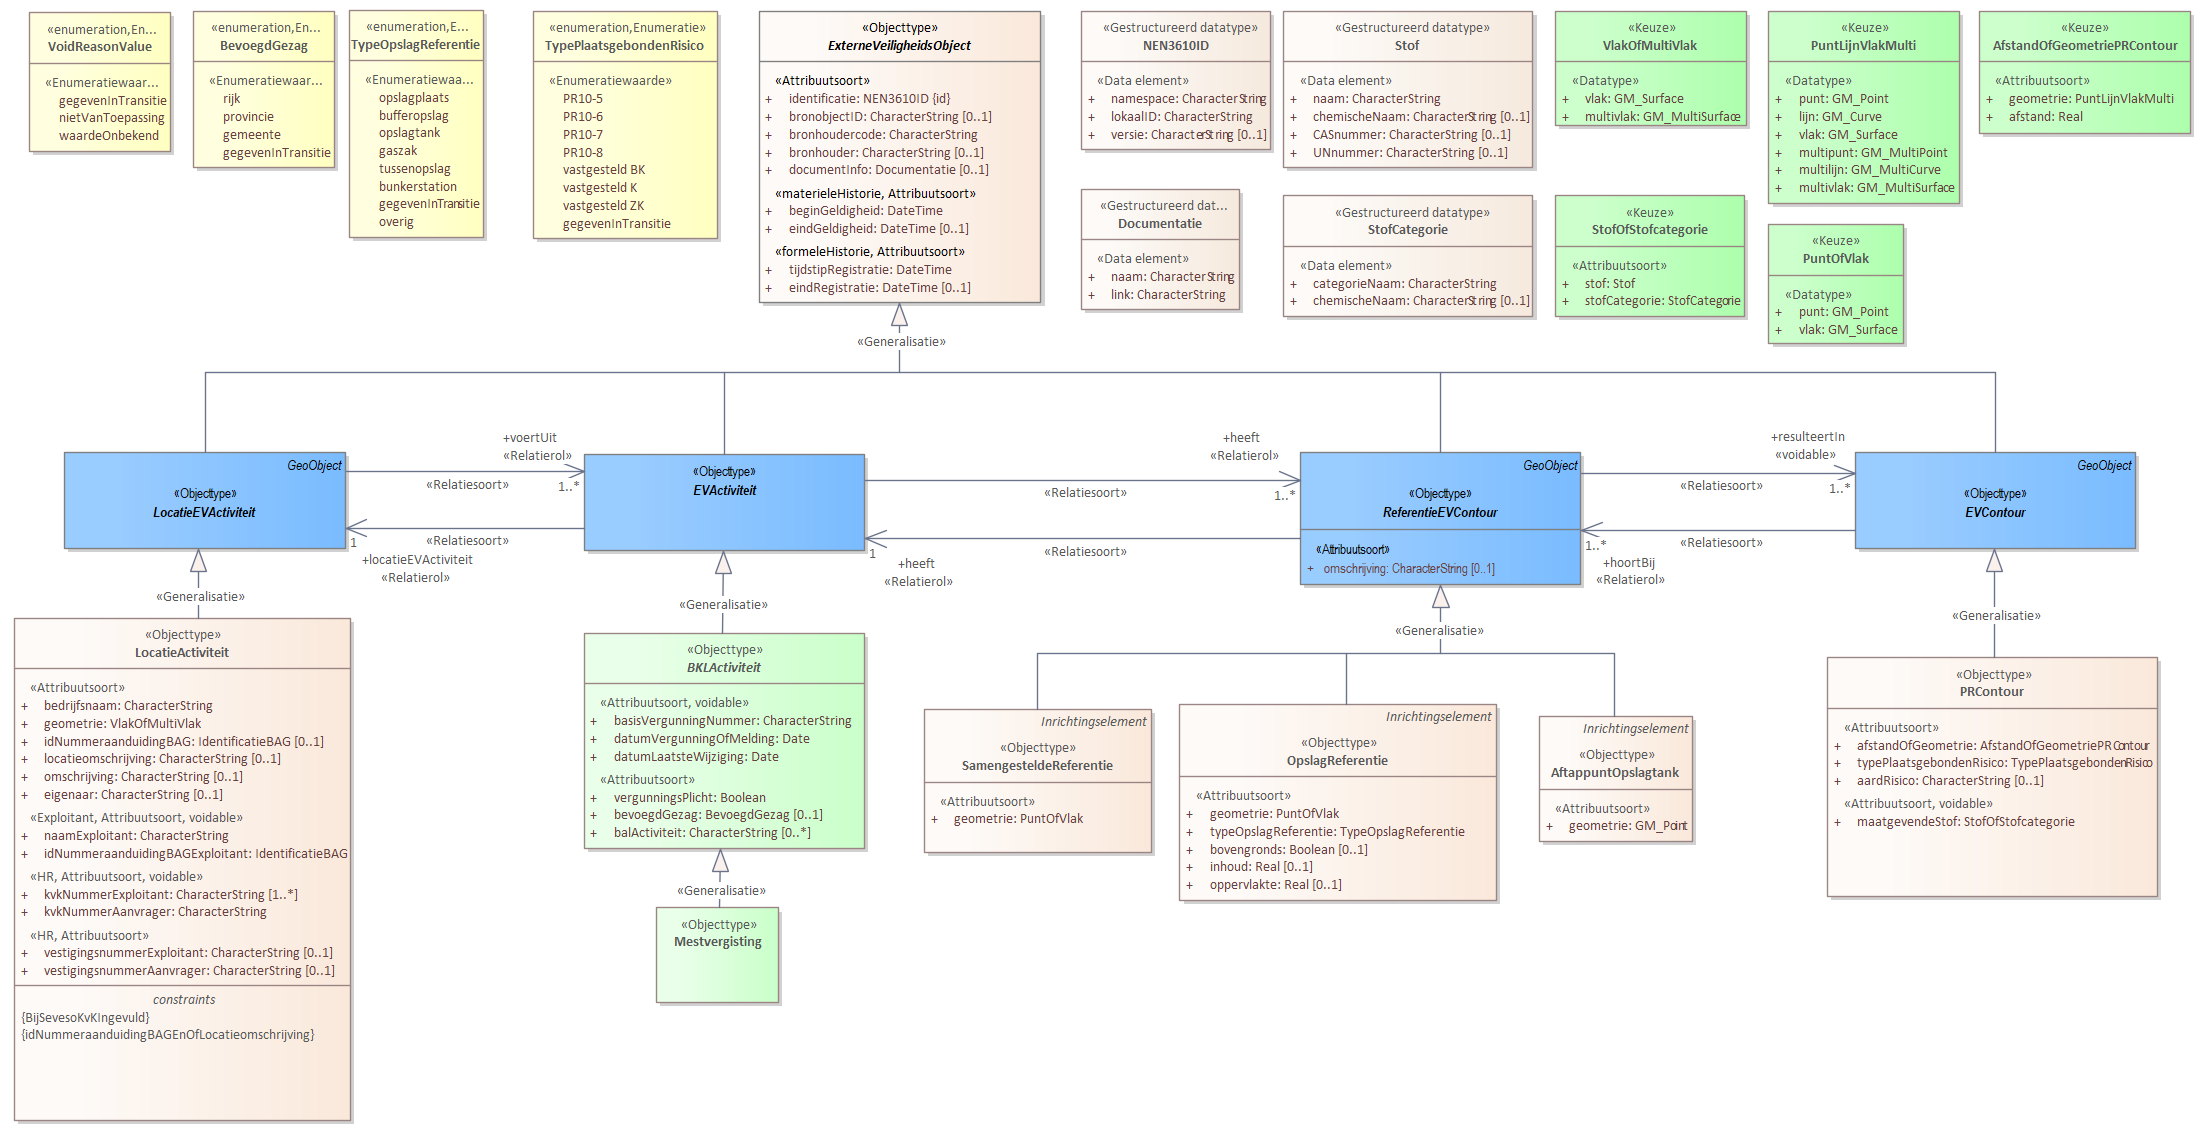 «enumeration,En...
VoidReasonValue
«Enumeratiewaar...
gegevenInTransitie
nietVanToepassing
waardeOnbekend
«enumeration,En...
BevoegdGezag
«Enumeratiewaar...
rijk
provincie
gemeente
gegevenInTransitie
«enumeration,E...
TypeOpslagReferentie
«Enumeratiewaa...
opslagplaats
bufferopslag
opslagtank
gaszak
tussenopslag
bunkerstation
gegevenInTransitie
overig
«enumeration,Enumeratie»
TypePlaatsgebondenRisico
«Enumeratiewaarde»
PR10-5
PR10-6
PR10-7
PR10-8
vastgesteld BK
vastgesteld K
vastgesteld ZK
gegevenInTransitie
«Objecttype»
ExterneVeiligheidsObject
«Attribuutsoort»
+ identificatie: NEN3610ID {id}
+ bronobjectID: CharacterString [0..1]
+ bronhoudercode: CharacterString
+ bronhouder: CharacterString [0..1]
+ documentInfo: Documentatie [0..1]
«materieleHistorie, Attribuutsoort»
+ beginGeldigheid: DateTime
+ eindGeldigheid: DateTime [0..1]
«formeleHistorie, Attribuutsoort»
+ tijdstipRegistratie: DateTime
+ eindRegistratie: DateTime [0..1]
«Gestructureerd datatype»
NEN3610ID
«Data element»
+ namespace: CharacterString
+ lokaalID: CharacterString
+ versie: CharacterString [0..1]
«Gestructureerd dat...
Documentatie
«Data element»
+ naam: CharacterString
+ link: CharacterString
«Gestructureerd datatype»
Stof
«Data element»
+ naam: CharacterString
+ chemischeNaam: CharacterString [0..1]
+ CASnummer: CharacterString [0..1]
+ UNnummer: CharacterString [0..1]
«Gestructureerd datatype»
StofCategorie
«Data element»
+ categorieNaam: CharacterString
+ chemischeNaam: CharacterString [0..1]
«Keuze»
VlakOfMultiVlak
«Datatype»
+ vlak: GM_Surface
+ multivlak: GM_MultiSurface
«Keuze»
StofOfStofcategorie
«Attribuutsoort»
+ stof: Stof
+ stofCategorie: StofCategorie
«Keuze»
PuntLijnVlakMulti
«Datatype»
+ punt: GM_Point
+ lijn: GM_Curve
+ vlak: GM_Surface
+ multipunt: GM_MultiPoint
+ multilijn: GM_MultiCurve
+ multivlak: GM_MultiSurface
«Keuze»
PuntOfVlak
«Datatype»
+ punt: GM_Point
+ vlak: GM_Surface
«Keuze»
AfstandOfGeometriePRContour
«Attribuutsoort»
+ geometrie: PuntLijnVlakMulti
+ afstand: Real
«Generalisatie»
GeoObject
«Objecttype»
LocatieEVActiviteit
+voertUit
«Relatierol»
1..*
«Relatiesoort»
«Relatiesoort»
1
+locatieEVActiviteit
«Relatierol»
«Objecttype»
EVActiviteit
+heeft
«Relatierol»
1..*
«Relatiesoort»
«Relatiesoort»
1
+heeft
«Relatierol»
GeoObject
«Objecttype»
ReferentieEVContour
«Attribuutsoort»
+ omschrijving: CharacterString [0..1]
+resulteertIn
«voidable»
1..*
«Relatiesoort»
«Relatiesoort»
1..*
+hoortBij
«Relatierol»
GeoObject
«Objecttype»
EVContour
«Generalisatie»
«Generalisatie»
«Generalisatie»
«Generalisatie»
«Objecttype»
LocatieActiviteit
«Attribuutsoort»
+ bedrijfsnaam: CharacterString
+ geometrie: VlakOfMultiVlak
+ idNummeraanduidingBAG: IdentificatieBAG [0..1]
+ locatieomschrijving: CharacterString [0..1]
+ omschrijving: CharacterString [0..1]
+ eigenaar: CharacterString [0..1]
«Exploitant, Attribuutsoort, voidable»
+ naamExploitant: CharacterString
+ idNummeraanduidingBAGExploitant: IdentificatieBAG
«HR, Attribuutsoort, voidable»
+ kvkNummerExploitant: CharacterString [1..*]
+ kvkNummerAanvrager: CharacterString
«HR, Attribuutsoort»
+ vestigingsnummerExploitant: CharacterString [0..1]
+ vestigingsnummerAanvrager: CharacterString [0..1]
constraints
{BijSevesoKvKIngevuld}
{idNummeraanduidingBAGEnOfLocatieomschrijving}
«Objecttype»
BKLActiviteit
«Attribuutsoort, voidable»
+ basisVergunningNummer: CharacterString
+ datumVergunningOfMelding: Date
+ datumLaatsteWijziging: Date
«Attribuutsoort»
+ vergunningsPlicht: Boolean
+ bevoegdGezag: BevoegdGezag [0..1]
+ balActiviteit: CharacterString [0..*]
«Generalisatie»
«Objecttype»
Mestvergisting
Inrichtingselement
«Objecttype»
SamengesteldeReferentie
«Attribuutsoort»
+ geometrie: PuntOfVlak
Inrichtingselement
«Objecttype»
OpslagReferentie
«Attribuutsoort»
+ geometrie: PuntOfVlak
+ typeOpslagReferentie: TypeOpslagReferentie
+ bovengronds: Boolean [0..1]
+ inhoud: Real [0..1]
+ oppervlakte: Real [0..1]
Inrichtingselement
«Objecttype»
AftappuntOpslagtank
«Attribuutsoort»
+ geometrie: GM_Point
«Objecttype»
PRContour
«Attribuutsoort»
+ afstandOfGeometrie: AfstandOfGeometriePRContour
+ typePlaatsgebondenRisico: TypePlaatsgebondenRisico
+ aardRisico: CharacterString [0..1]
«Attribuutsoort, voidable»
+ maatgevendeStof: StofOfStofcategorie